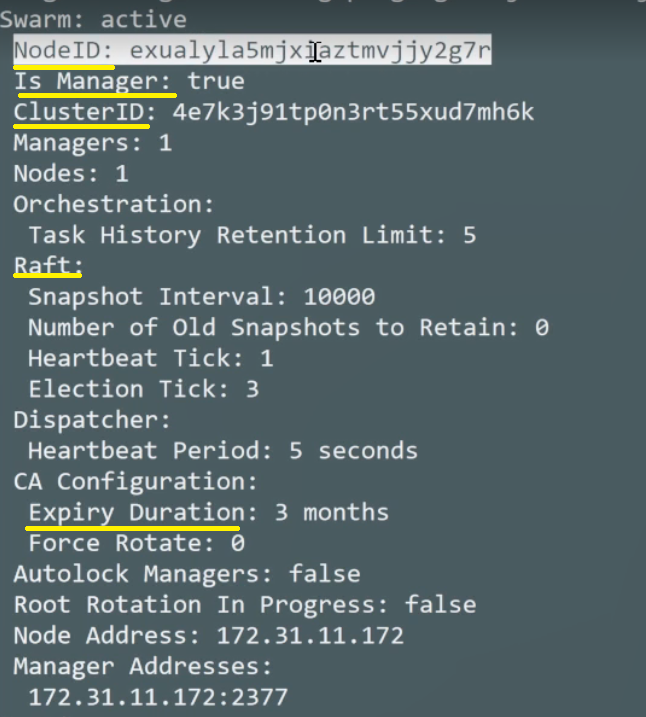 Swarm: active
NodeID: exualyla5mjxiaztmvjjy2g7r
Is Manager: true
ClusterID: 4e7k3j91tp0n3rt55xud7mh6k
Managers: 1
Nodes: 1
Orchestration:
Task History Retention Limit: 5
Raft:
Snapshot Interval: 10000
Number of Old Snapshots to Retain: 0
Heartbeat Tick: 1
Election Tick: 3
Dispatcher:
Heartbeat Period: 5 seconds
CA Configuration:
Expiry Duration: 3 months
Force Rotate: 0
Autolock Managers: false
Root Rotation In Progress: false
Node Address: 172.31.11.172
Manager Addresses:
172.31.11.172:2377